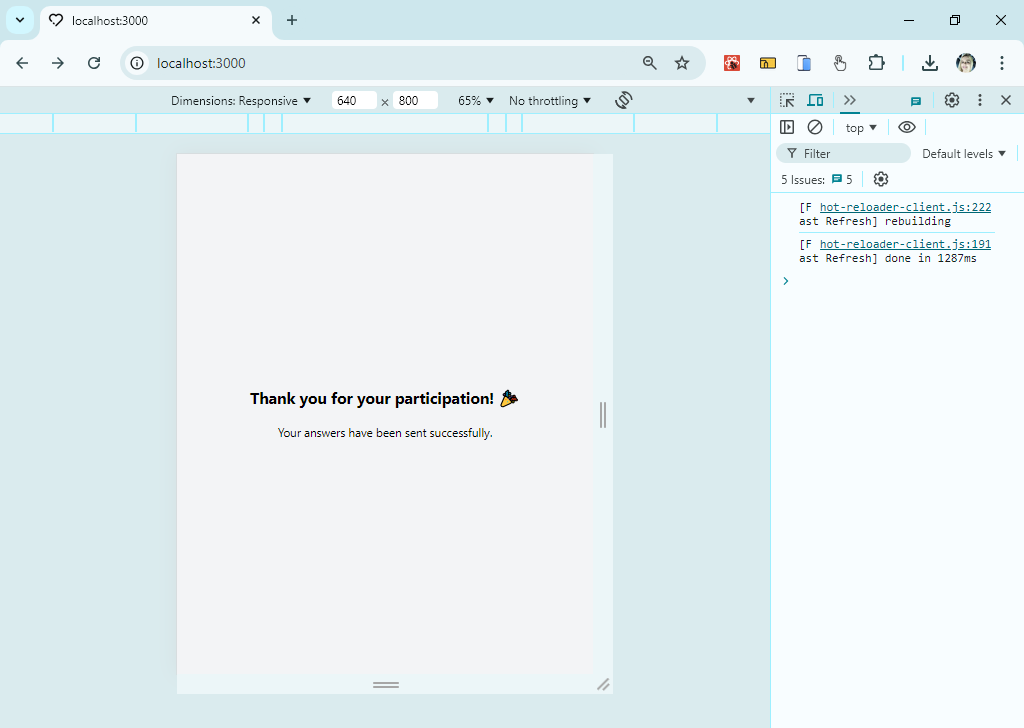 localhost:3000
localhost:3000
Dimensions: Responsive 640 × 800 65% No throttling
top
Filter Default levels
5 Issues: 5
[F hot-reloader-client.js:222
ast Refresh] rebuilding
[F hot-reloader-client.js:191
ast Refresh] done in 1287ms
Thank you for your participation! 🎉
Your answers have been sent successfully.